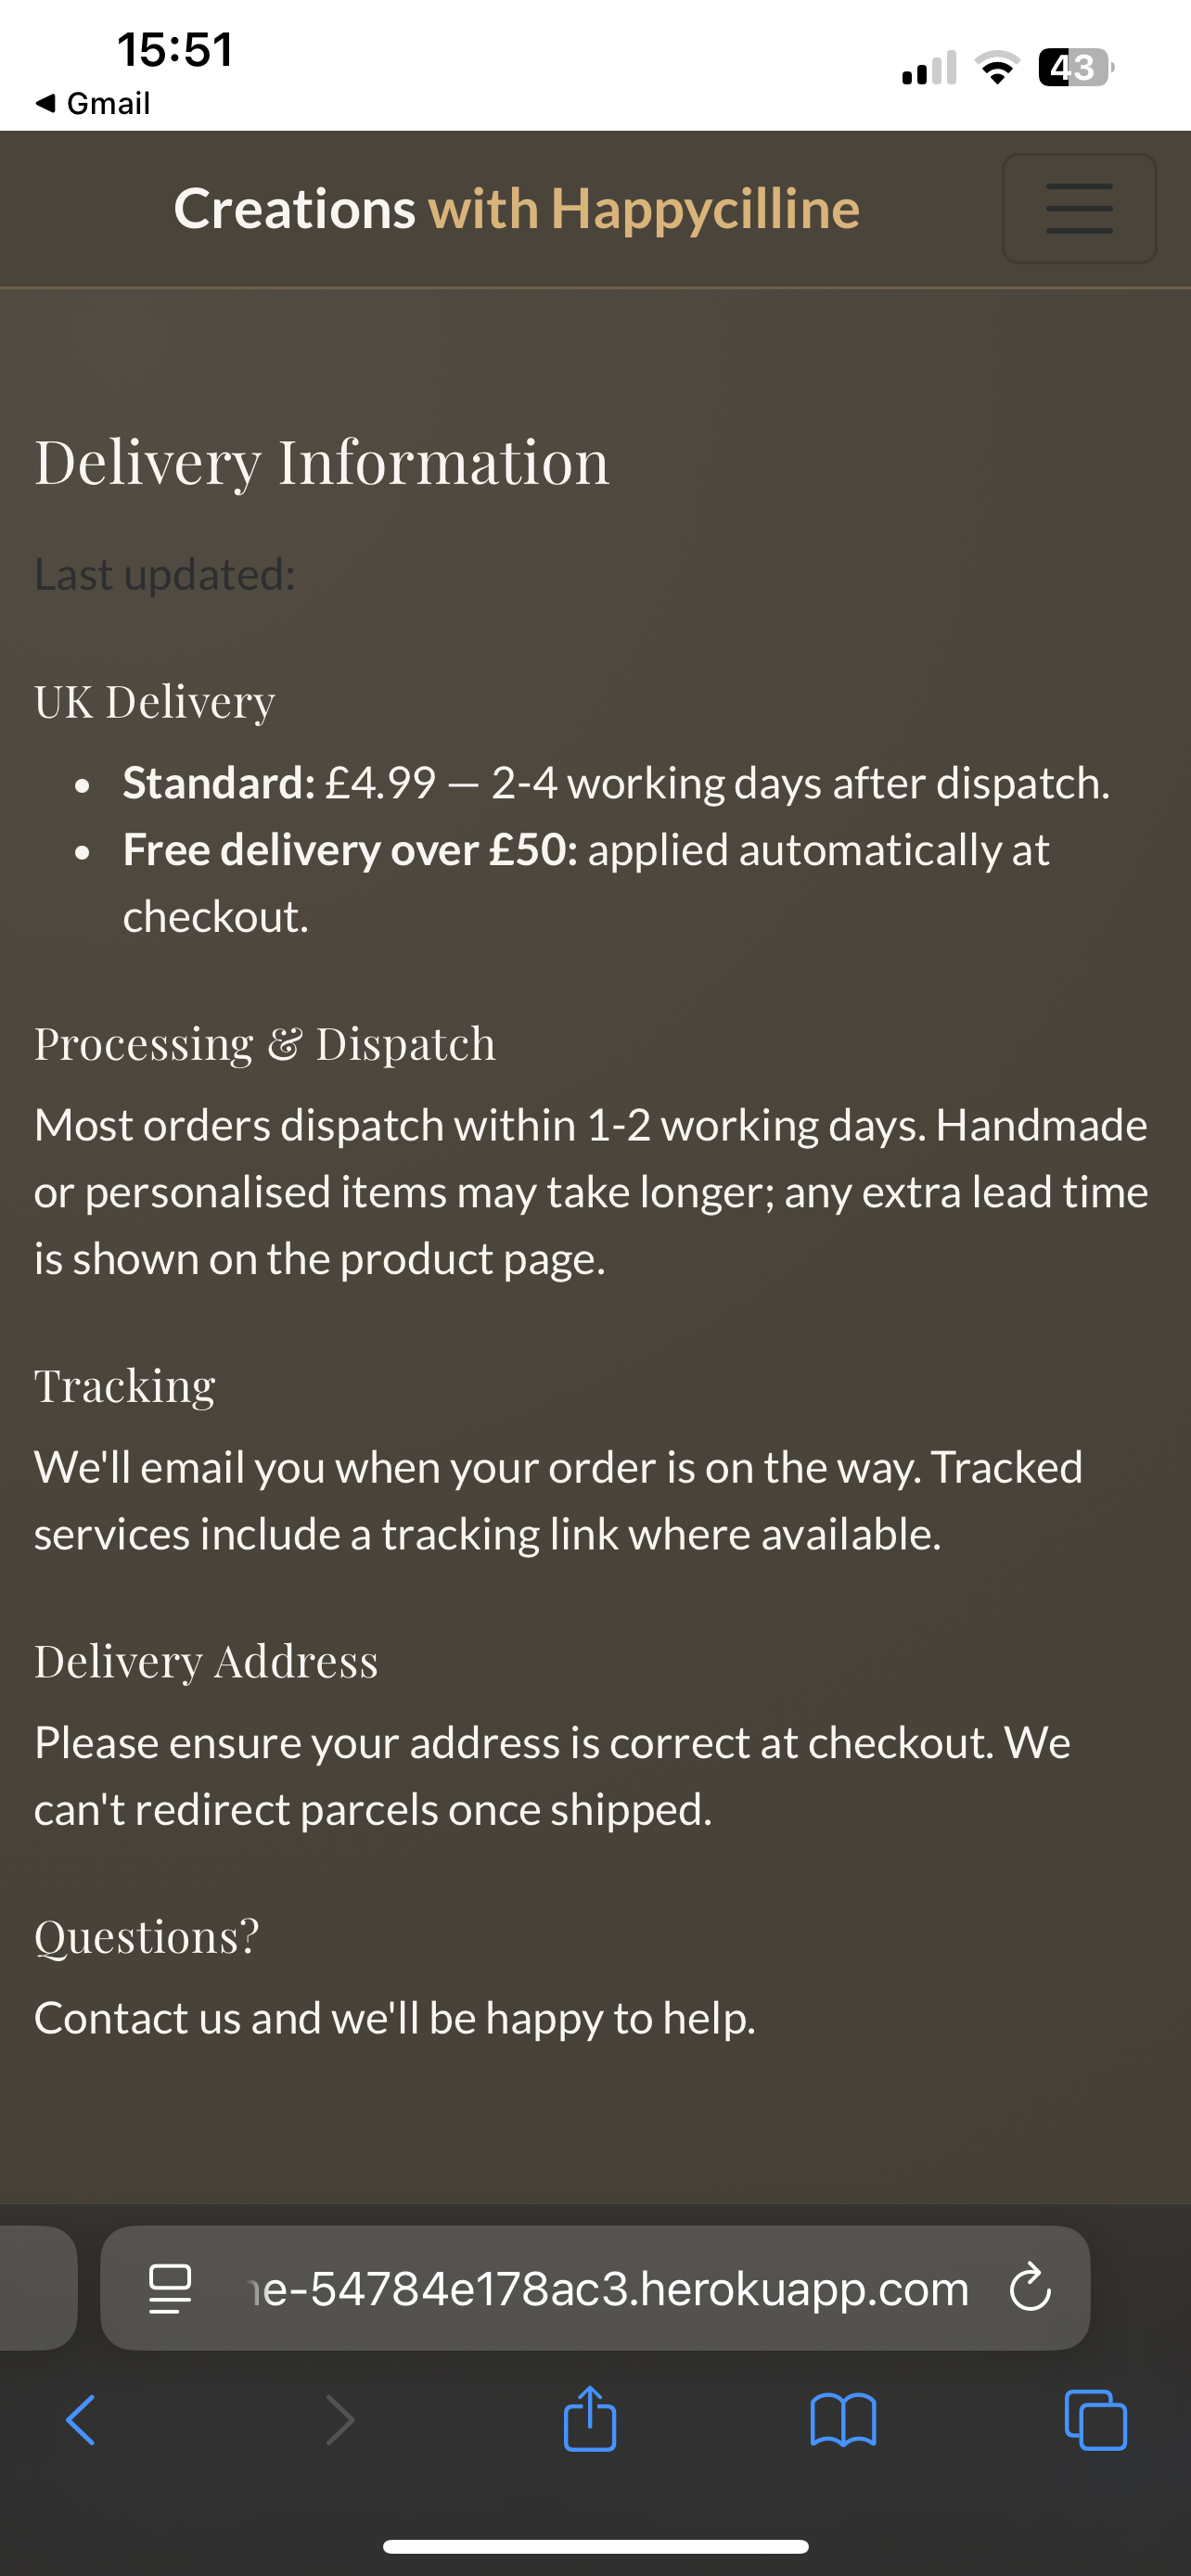 15:51
43
◀ Gmail
Creations with Happycilline
Delivery Information
Last updated:
UK Delivery
• Standard: £4.99 — 2-4 working days after dispatch.
• Free delivery over £50: applied automatically at
checkout.
Processing & Dispatch
Most orders dispatch within 1-2 working days. Handmade
or personalised items may take longer; any extra lead time
is shown on the product page.
Tracking
We'll email you when your order is on the way. Tracked
services include a tracking link where available.
Delivery Address
Please ensure your address is correct at checkout. We
can't redirect parcels once shipped.
Questions?
Contact us and we'll be happy to help.
e-54784e178ac3.herokuapp.com